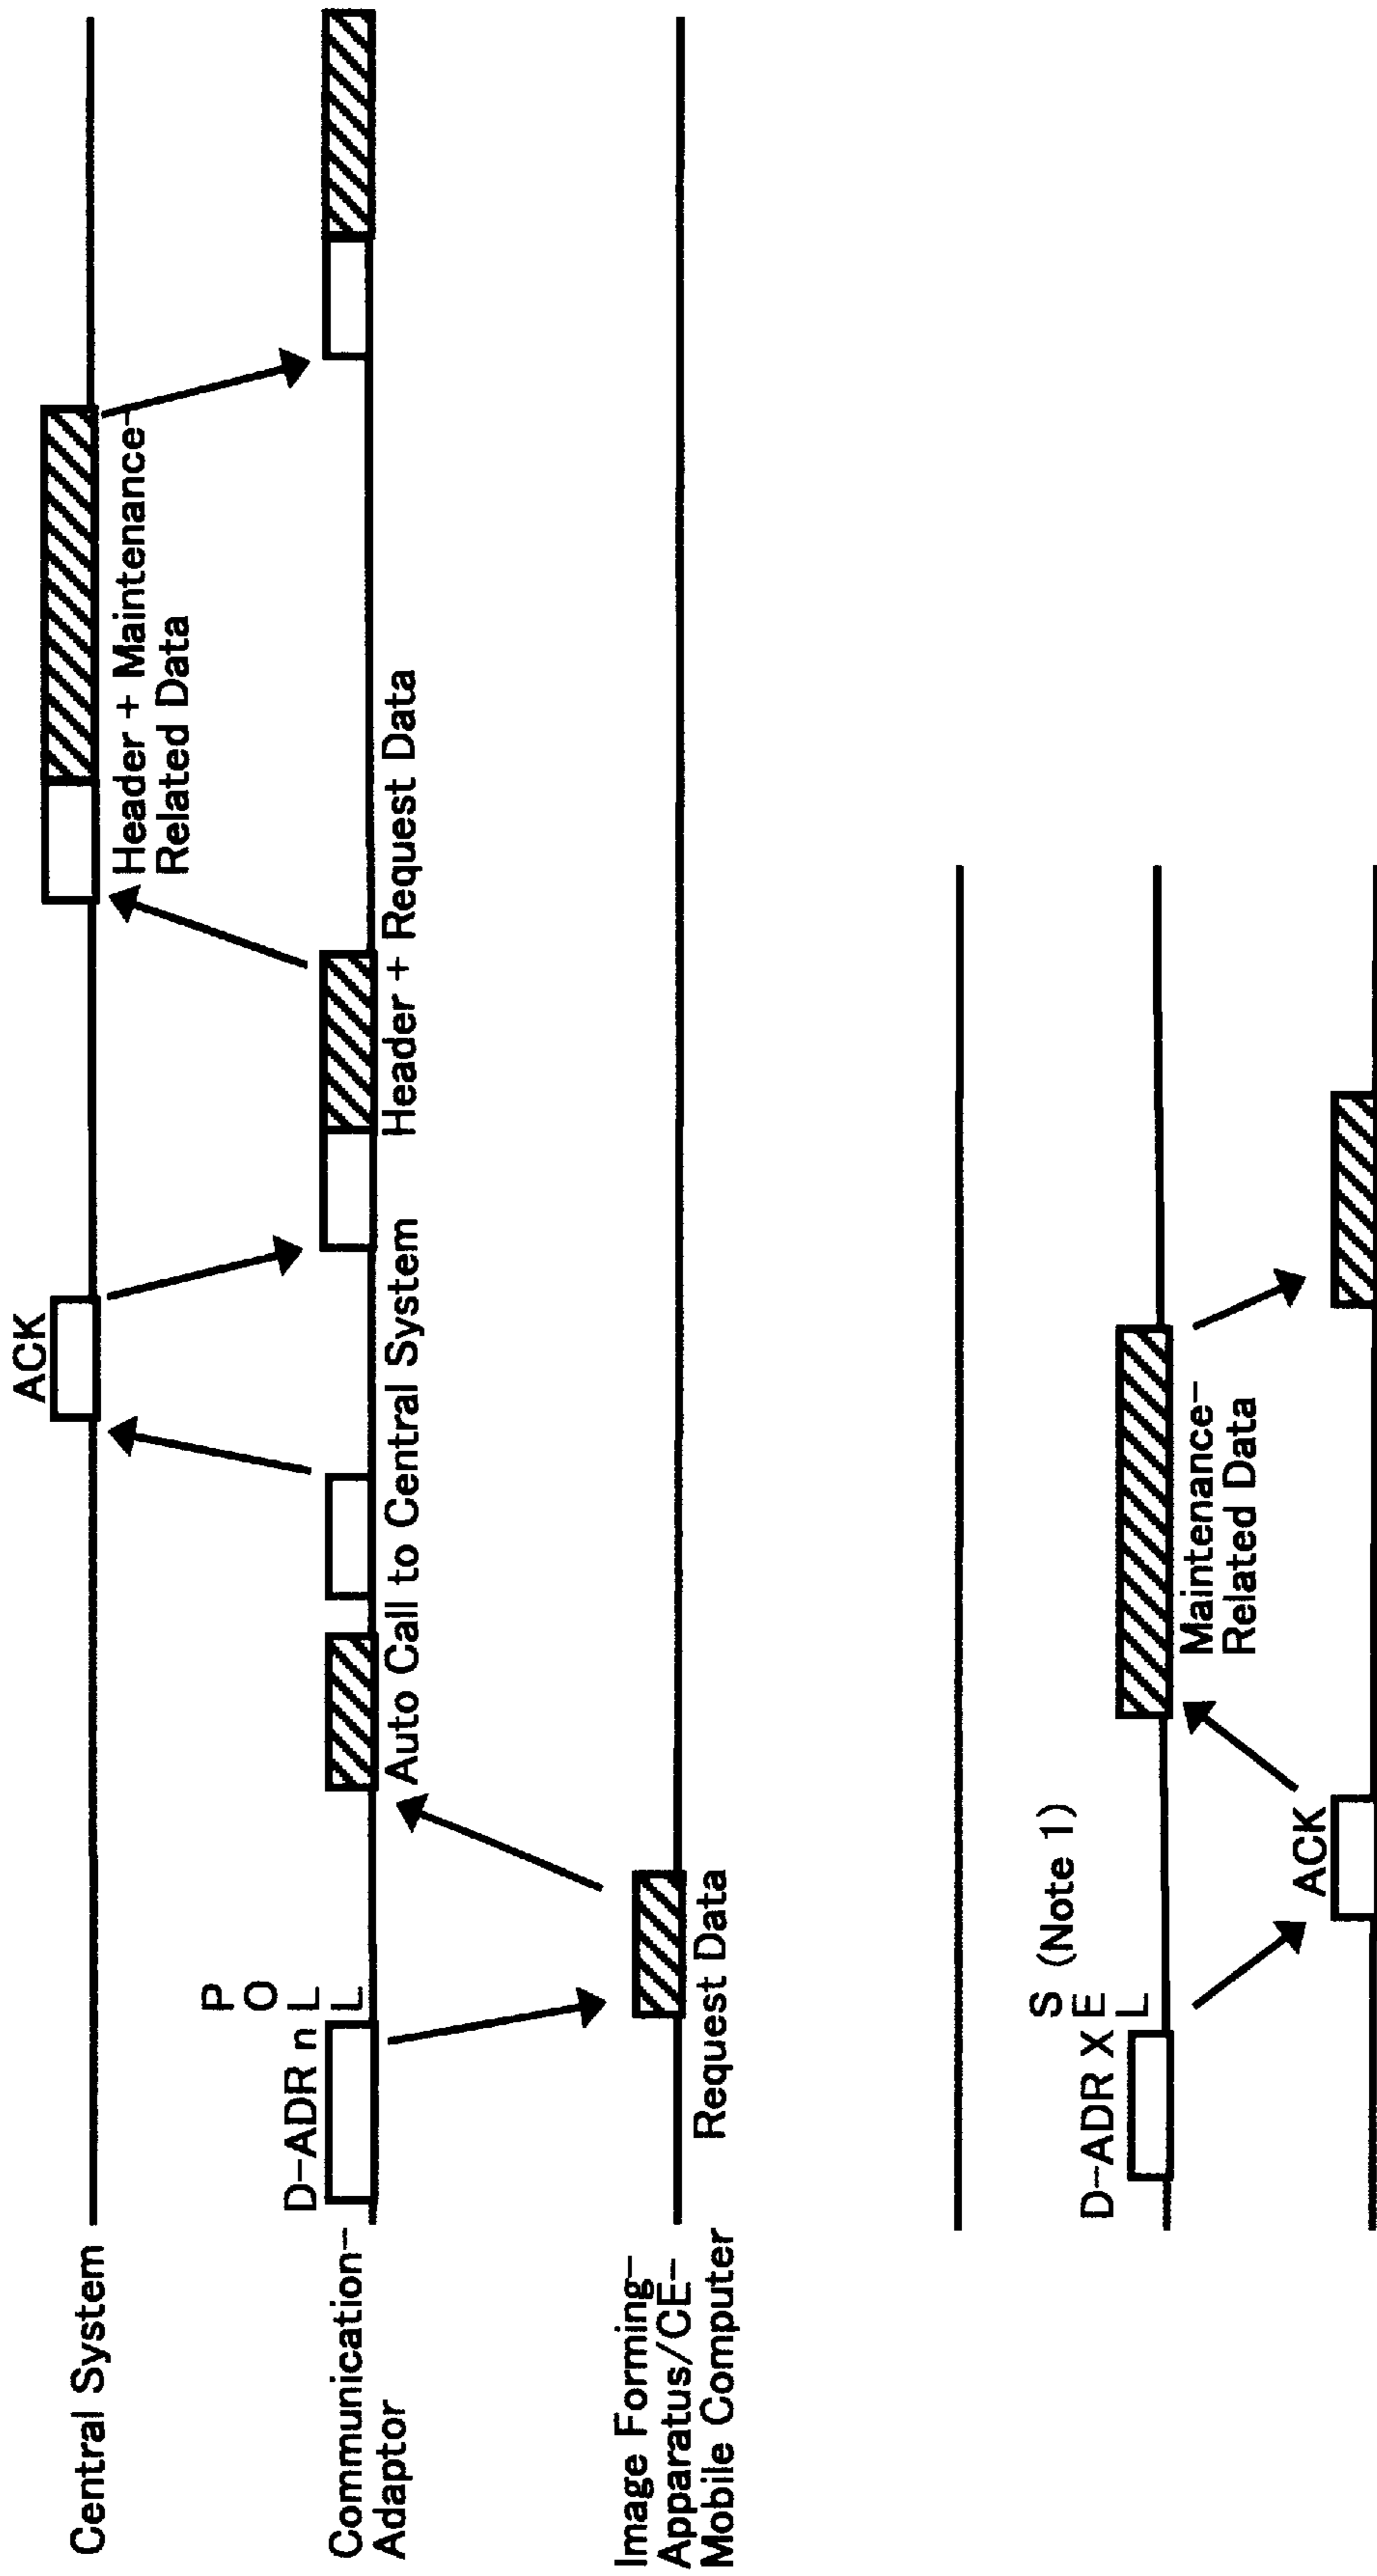 Central System
ACK
Header + Maintenance-
Related Data
Communication-
Adaptor
D-ADR n
P
O
L
L
Auto Call to Central System
Header + Request Data
Image Forming-
Apparatus/CE-
Mobile Computer
Request Data
D-ADR X
S
E
L
(Note 1)
Maintenance-
Related Data
ACK